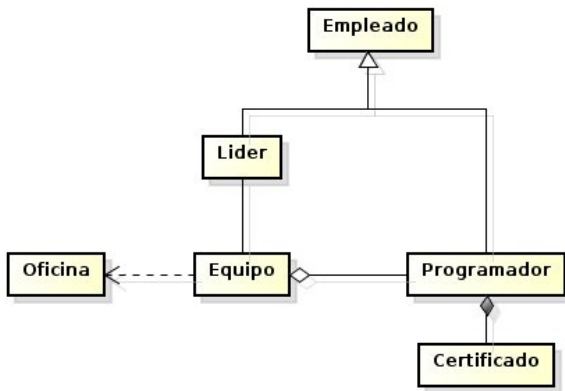 Empleado
Lider
Oficina
Equipo
Programador
Certificado